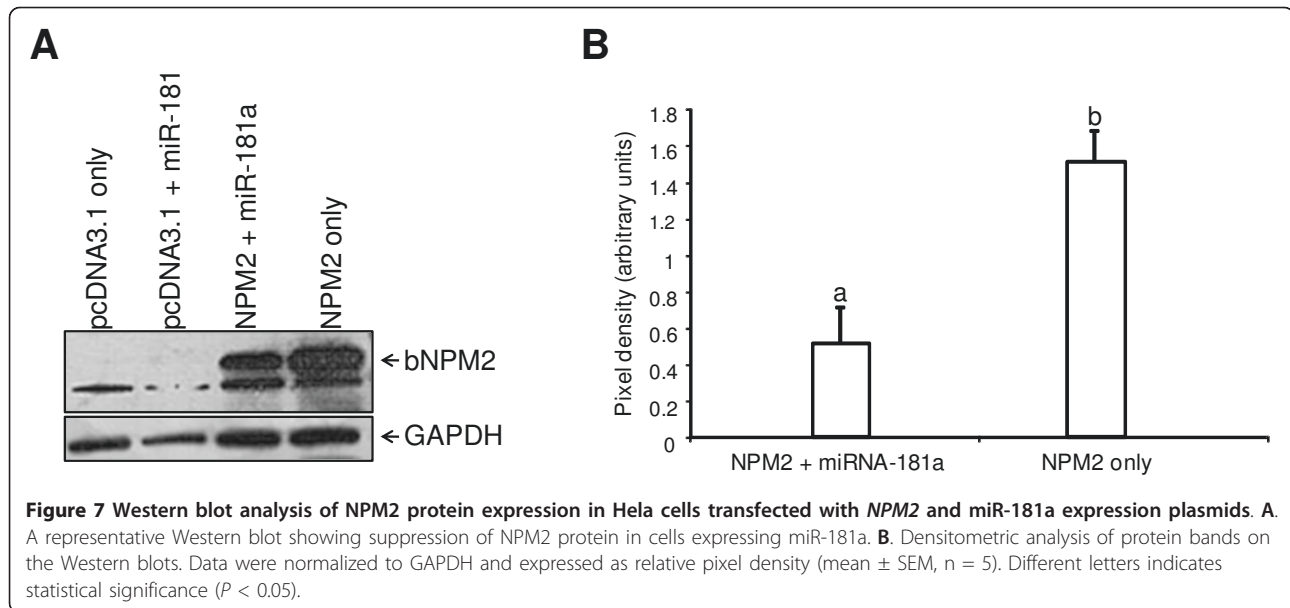 A
pcDNA3.1 only
pcDNA3.1 + miR-181
NPM2 + miR-181a
NPM2 only
bNPM2
GAPDH
B
Pixel density (arbitrary units)
1.8
1.6
1.4
1.2
1
0.8
0.6
0.4
0.2
0
a
b
NPM2 + miRNA-181a
NPM2 only
Figure 7 Western blot analysis of NPM2 protein expression in Hela cells transfected with NPM2 and miR-181a expression plasmids. A.
A representative Western blot showing suppression of NPM2 protein in cells expressing miR-181a. B. Densitometric analysis of protein bands on
the Western blots. Data were normalized to GAPDH and expressed as relative pixel density (mean ± SEM, n = 5). Different letters indicates
statistical significance (P < 0.05).